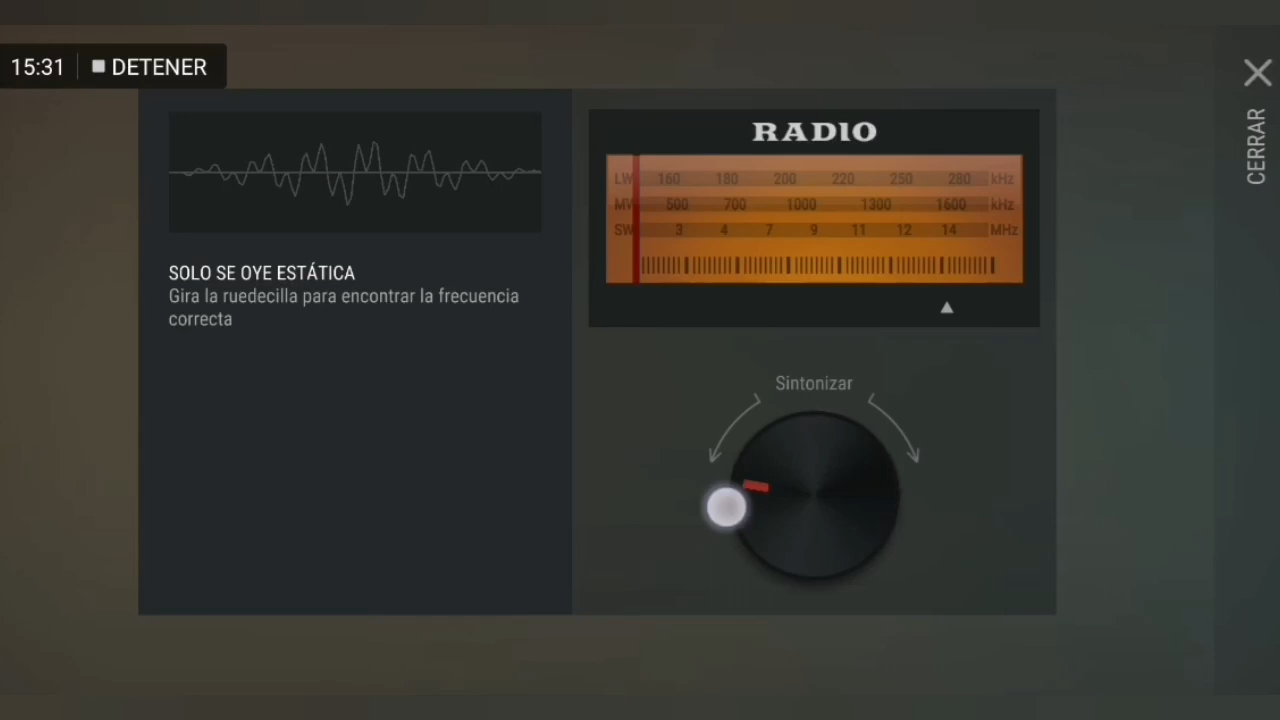 15:31 DETENER
CERRAR
RADIO
LW 160 180 200 220 250 280 kHz
MW 500 700 1000 1300 1600 kHz
SW 3 4 7 9 11 12 14 MHz
SOLO SE OYE ESTÁTICA
Gira la ruedecilla para encontrar la frecuencia
correcta
Sintonizar